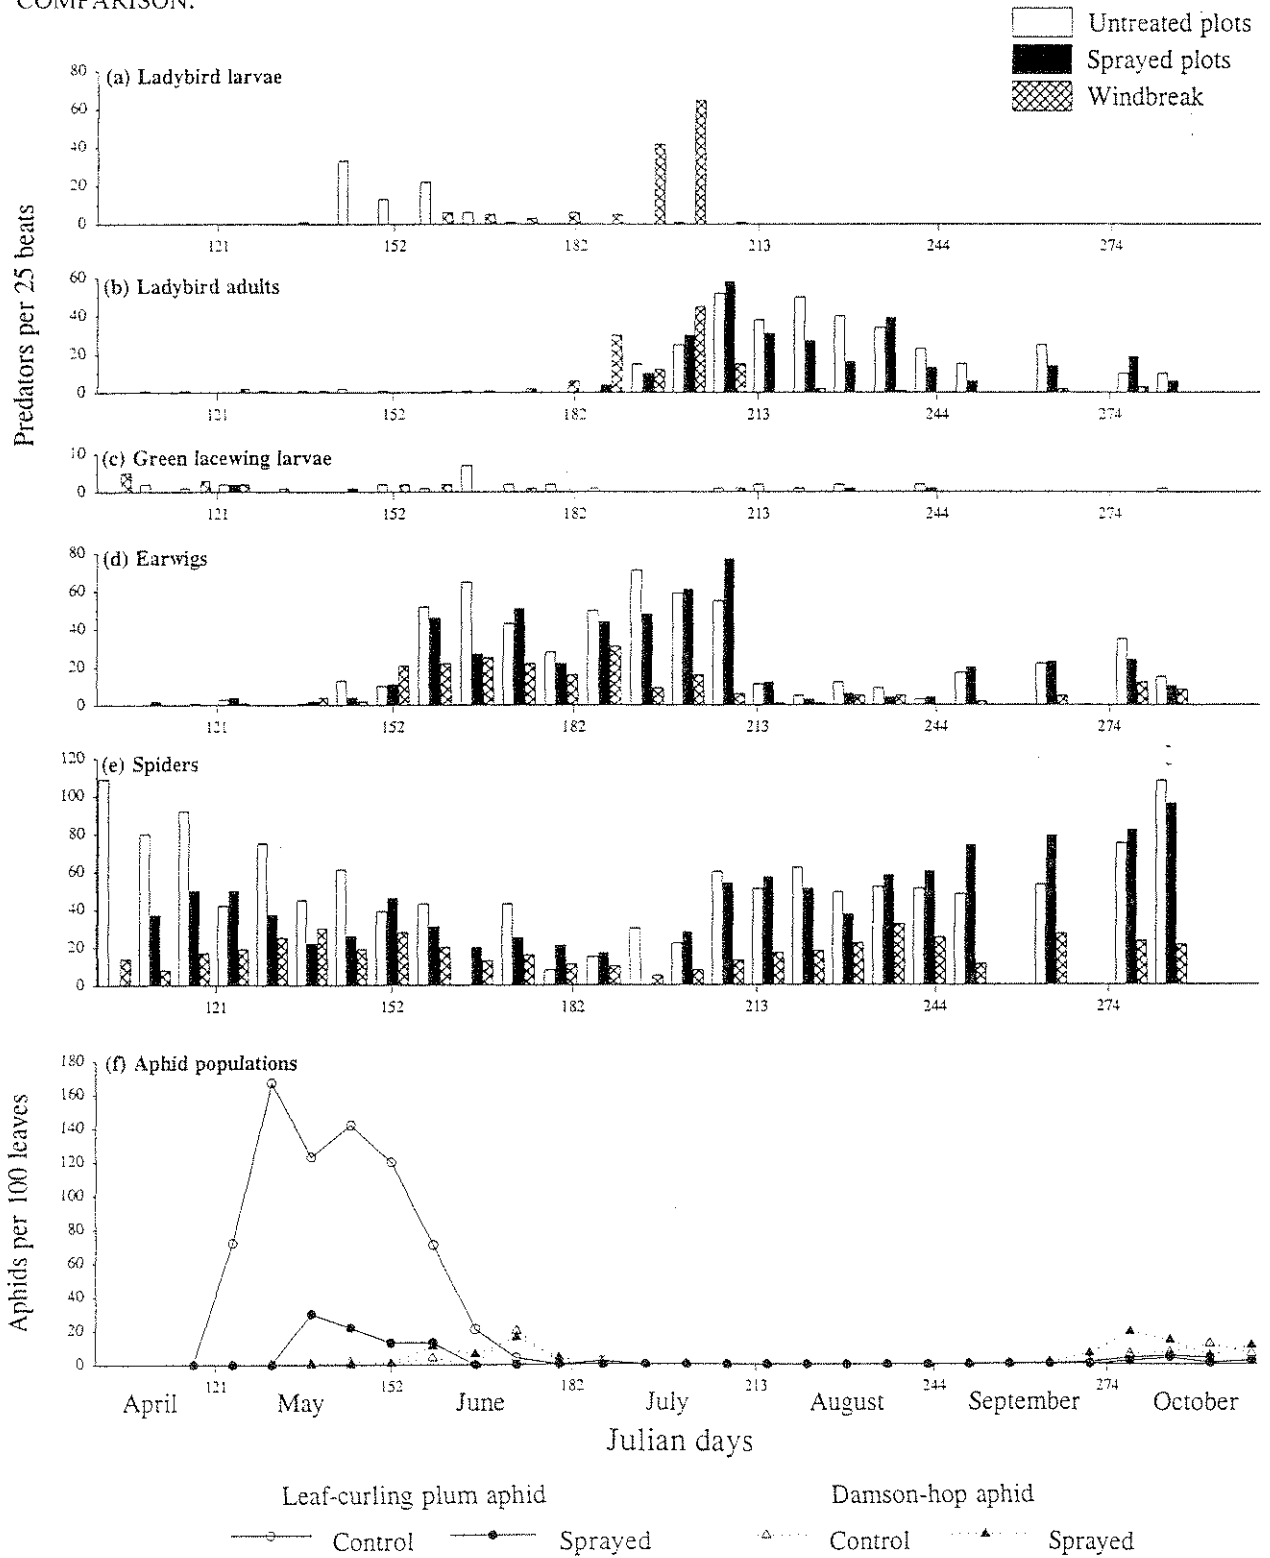 COMPARISON.
Untreated plots
Sprayed plots
Windbreak
Predators per 25 beats
(a) Ladybird larvae
80
60
40
20
0
121 152 182 213 244 274
(b) Ladybird adults
60
40
20
0
121 152 182 213 244 274
(c) Green lacewing larvae
10
0
121 152 182 213 244 274
(d) Earwigs
80
60
40
20
0
121 152 182 213 244 274
(e) Spiders
120
100
80
60
40
20
0
121 152 182 213 244 274
Aphids per 100 leaves
(f) Aphid populations
180
160
140
120
100
80
60
40
20
0
121 152 182 213 244 274
April May June July August September October
Julian days
Leaf-curling plum aphid Damson-hop aphid
Control Sprayed Control Sprayed